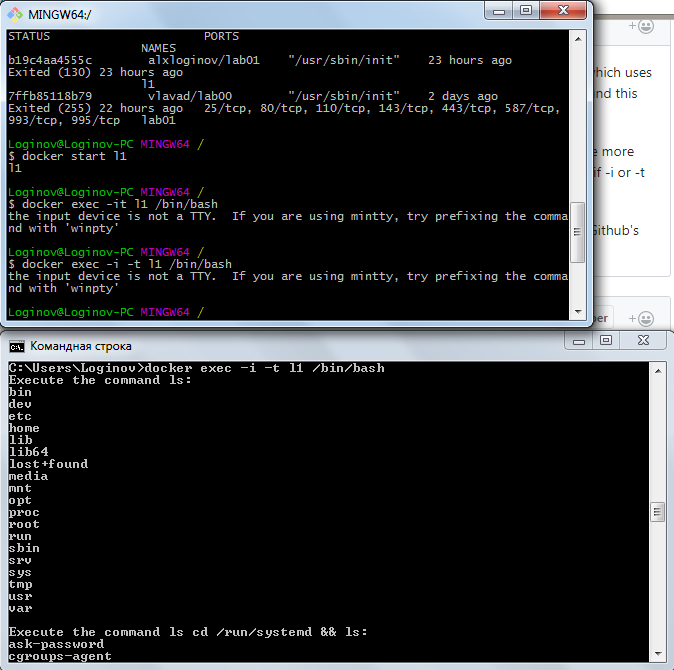 MINGW64:/
STATUS PORTS
NAMES
b19c4aa4555c alxloginov/lab01 "/usr/sbin/init" 23 hours ago
Exited (130) 23 hours ago
l1
7ffb85118b79 vlavad/lab00 "/usr/sbin/init" 2 days ago
Exited (255) 22 hours ago 25/tcp, 80/tcp, 110/tcp, 143/tcp, 443/tcp, 587/tcp,
993/tcp, 995/tcp lab01
Loginov@Loginov-PC MINGW64 /
$ docker start l1
l1
Loginov@Loginov-PC MINGW64 /
$ docker exec -it l1 /bin/bash
the input device is not a TTY. If you are using mintty, try prefixing the comma
nd with 'winpty'
Loginov@Loginov-PC MINGW64 /
$ docker exec -i -t l1 /bin/bash
the input device is not a TTY. If you are using mintty, try prefixing the comma
nd with 'winpty'
Loginov@Loginov-PC MINGW64 /
which uses
nd this
more
if -i or -t
Github's
Командная строка
C:\Users\Loginov>docker exec -i -t l1 /bin/bash
Execute the command ls:
bin
dev
etc
home
lib
lib64
lost+found
media
mnt
opt
proc
root
run
sbin
srv
sys
tmp
usr
var
Execute the command ls cd /run/systemd && ls:
ask-password
cgroups-agent